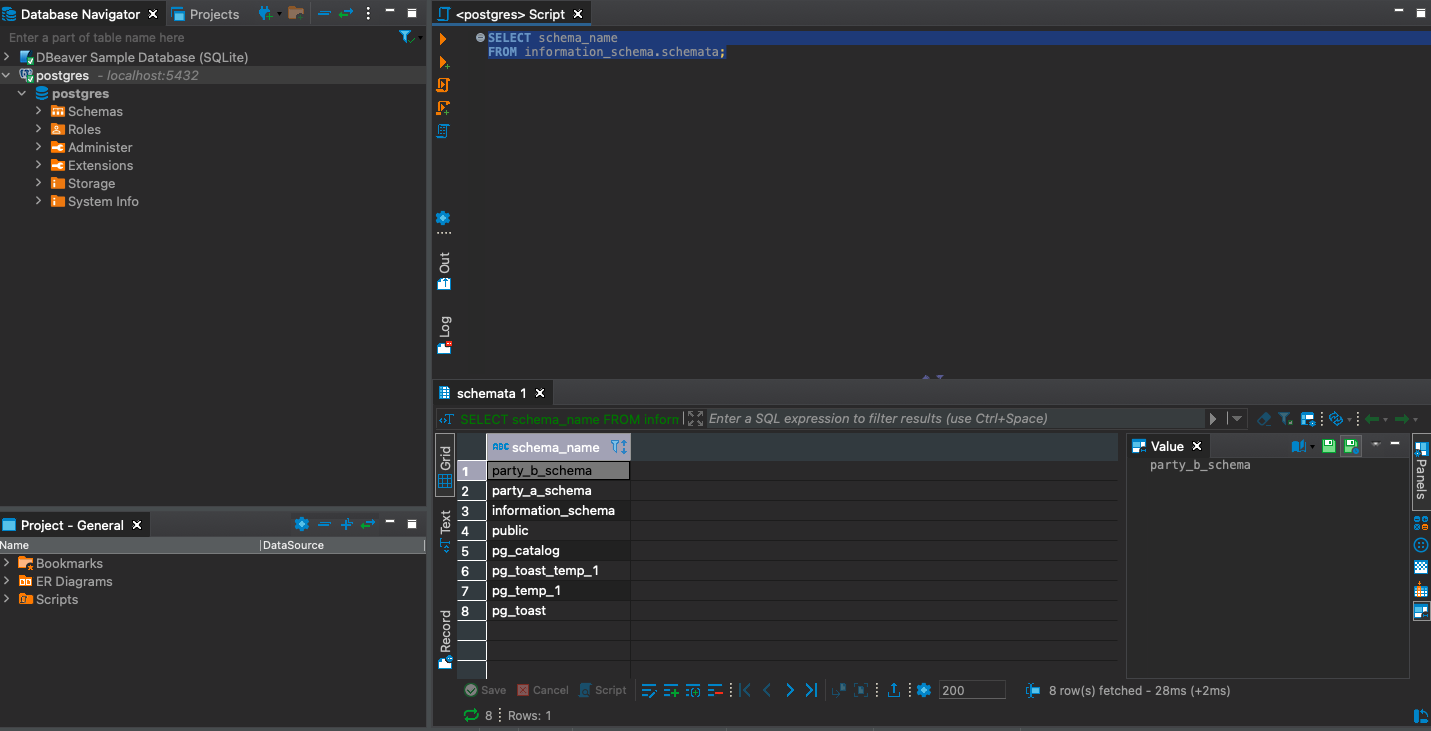 Database Navigator
Projects
Enter a part of table name here
DBeaver Sample Database (SQLite)
postgres - localhost:5432
postgres
Schemas
Roles
Administer
Extensions
Storage
System Info
Project - General
Name DataSource
Bookmarks
ER Diagrams
Scripts
<postgres> Script
SELECT schema_name
FROM information_schema.schemata;
Out
Log
schemata 1
SELECT schema_name FROM inform
Enter a SQL expression to filter results (use Ctrl+Space)
Grid
Text
Record
ABC schema_name
1 party_b_schema
2 party_a_schema
3 information_schema
4 public
5 pg_catalog
6 pg_toast_temp_1
7 pg_temp_1
8 pg_toast
Value
party_b_schema
Panels
Save Cancel Script 200 8 row(s) fetched - 28ms (+2ms)
8 Rows: 1